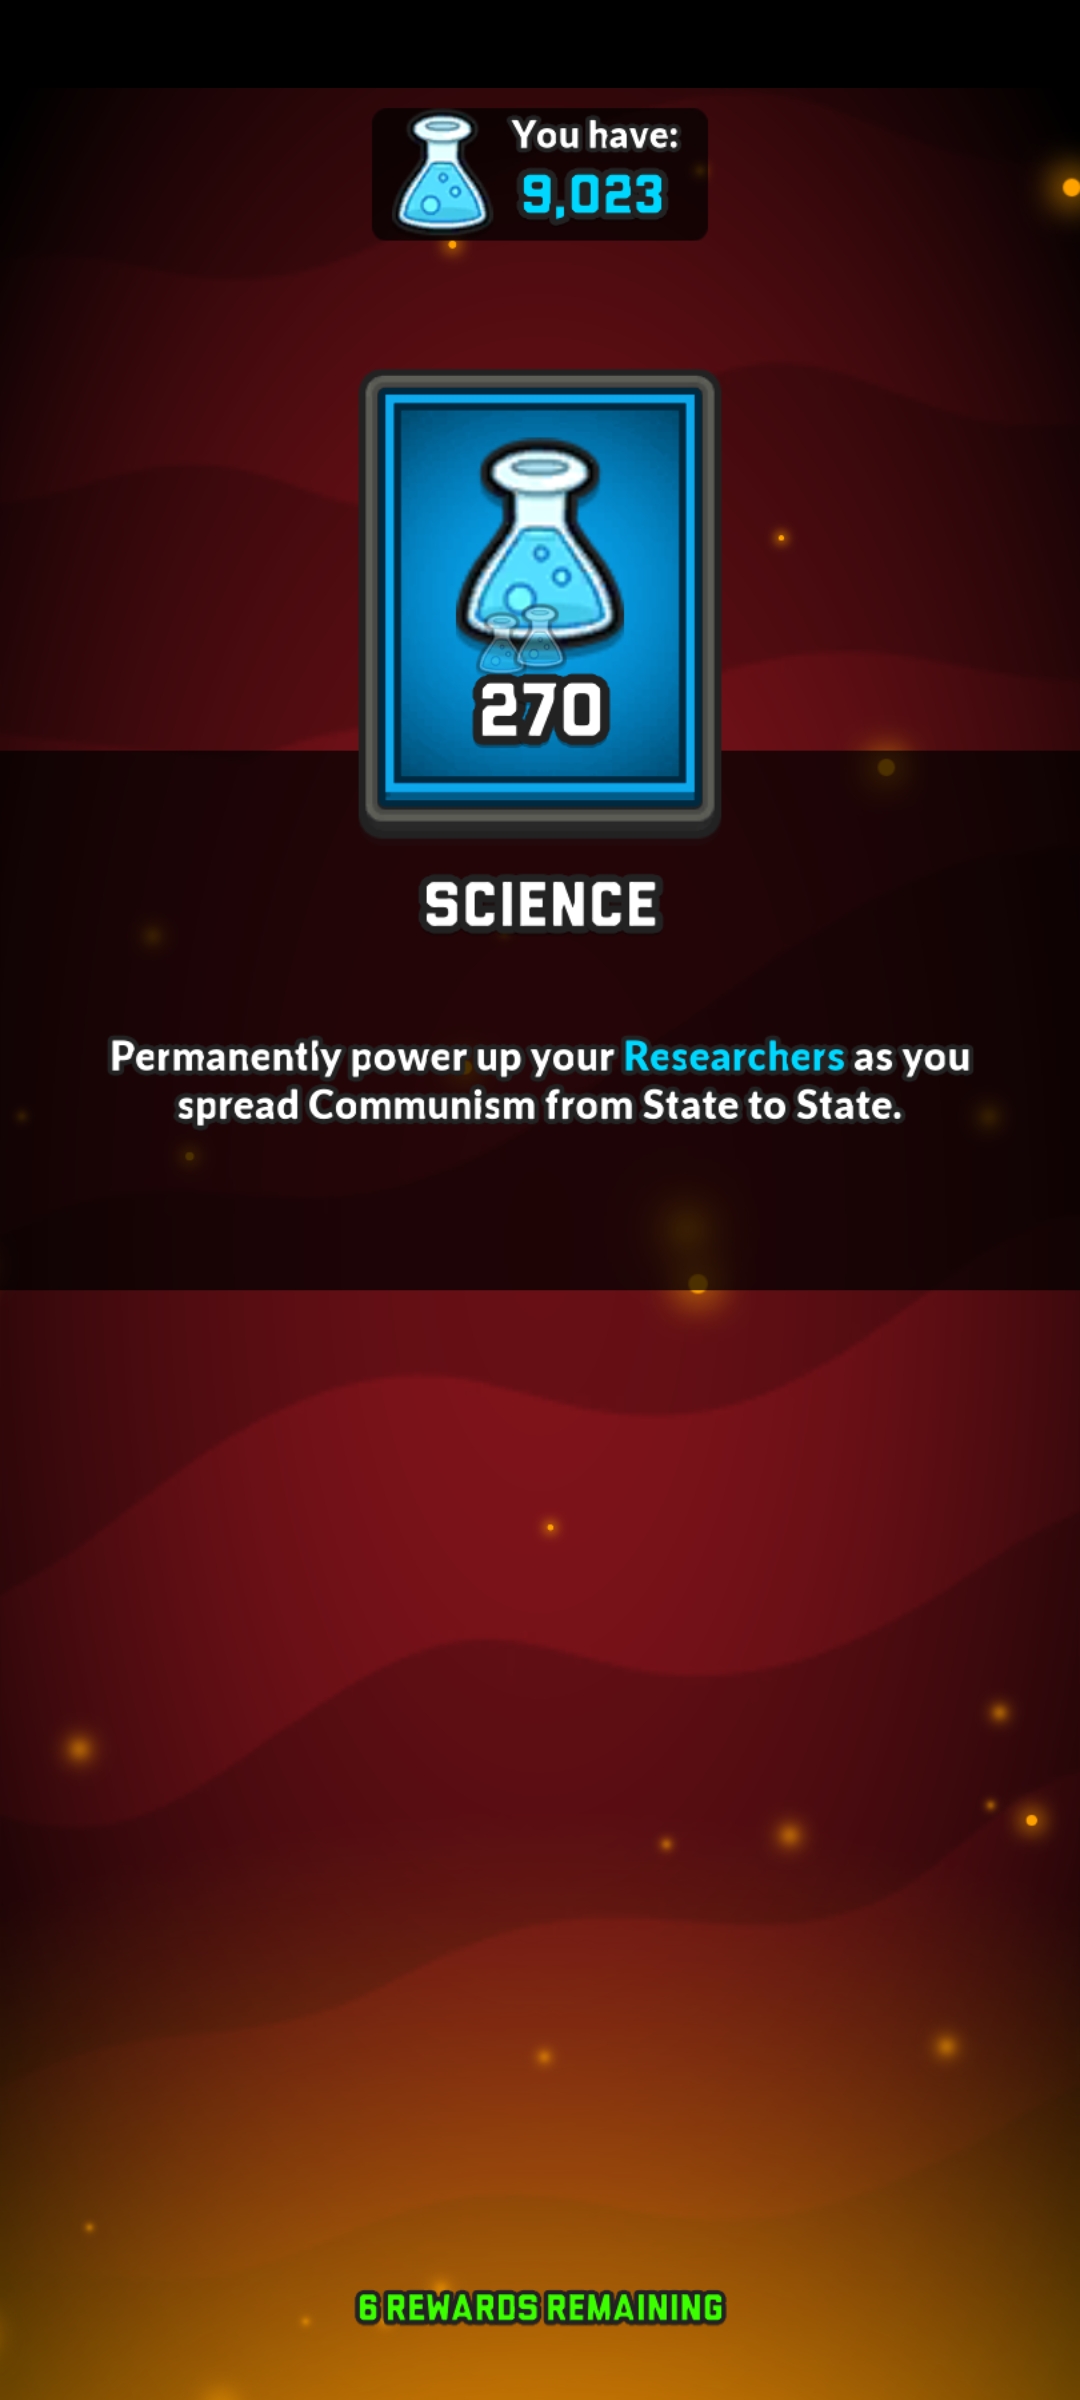 You have:
9,023
270
SCIENCE
Permanently power up your Researchers as you
spread Communism from State to State.
6 REWARDS REMAINING